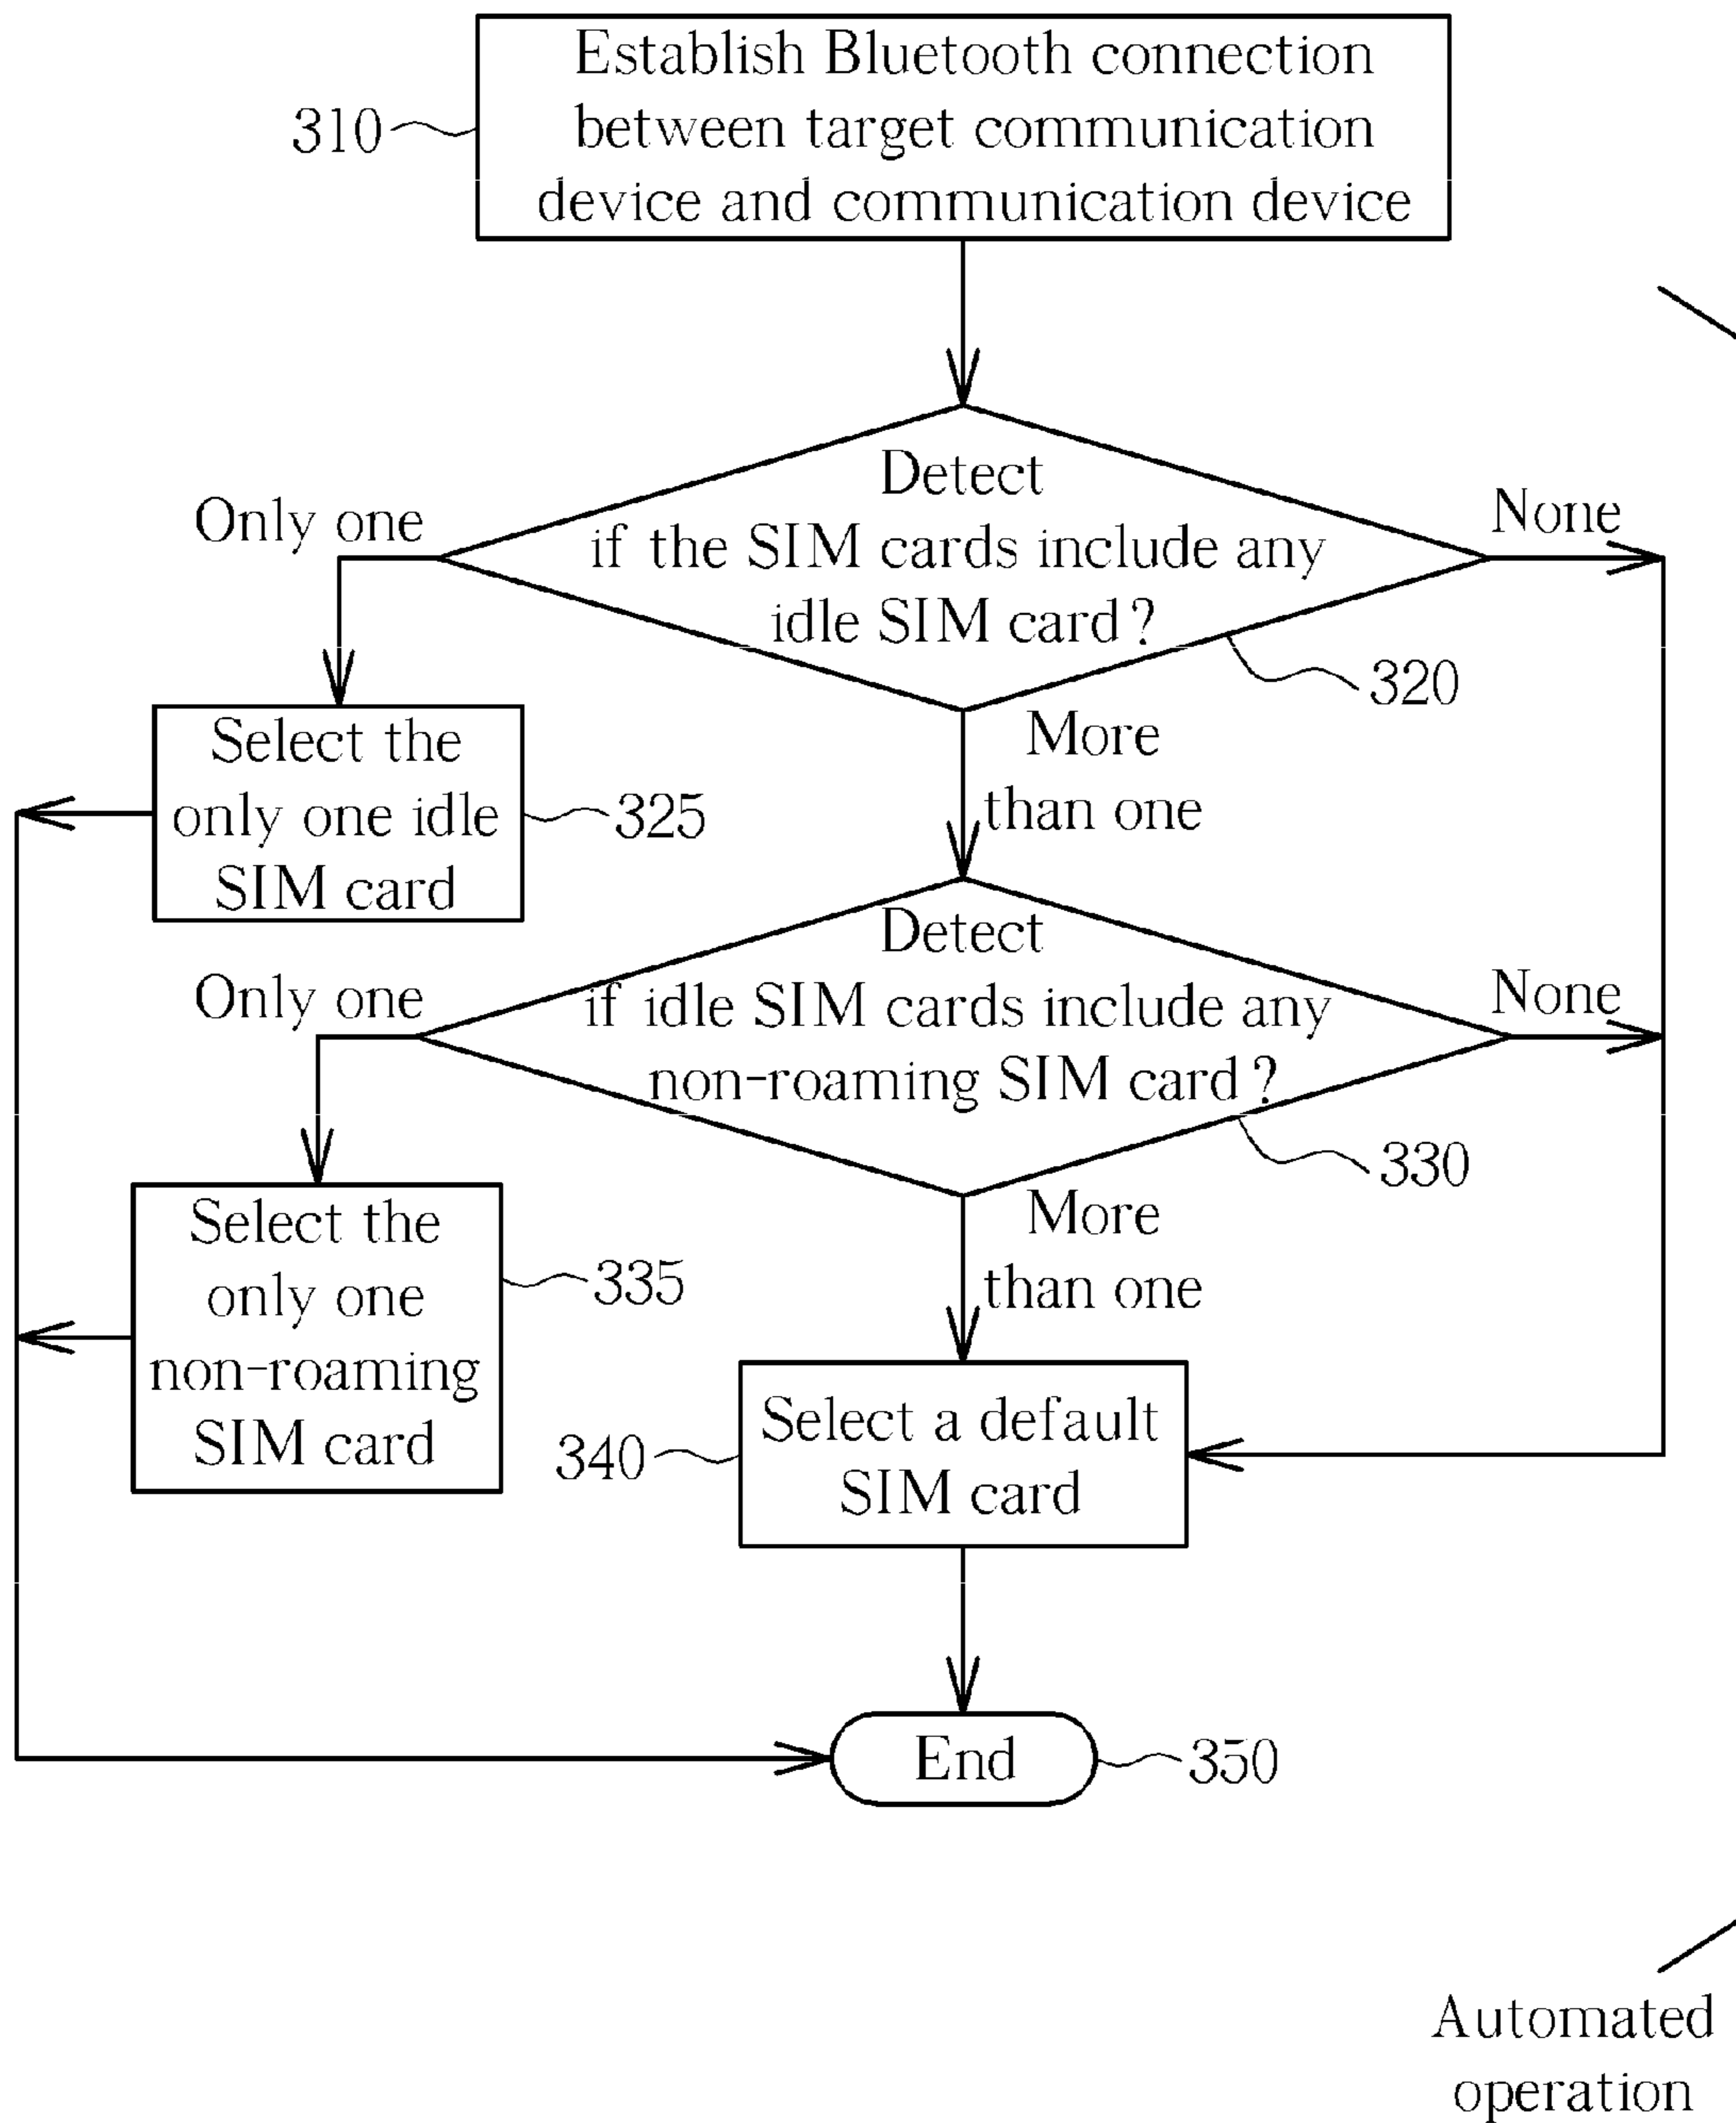 Establish Bluetooth connection
between target communication
device and communication device
310
Detect
if the SIM cards include any
idle SIM card?
Only one
None
320
More
than one
Select the
only one idle
SIM card
325
Detect
if idle SIM cards include any
non-roaming SIM card?
Only one
None
330
More
than one
Select the
only one
non-roaming
SIM card
335
Select a default
SIM card
340
End
350
Automated
operation